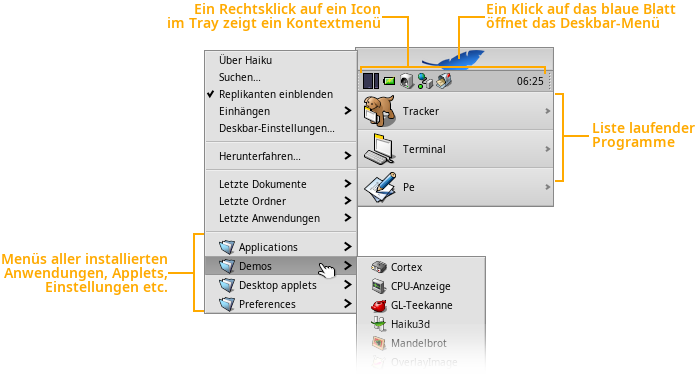 Ein Rechtsklick auf ein Icon
im Tray zeigt ein Kontextmenü
Ein Klick auf das blaue Blatt
öffnet das Deskbar-Menü
Über Haiku
Suchen...
Replikanten einblenden
Einhängen
Deskbar-Einstellungen...
Herunterfahren...
Letzte Dokumente
Letzte Ordner
Letzte Anwendungen
Applications
Demos
Desktop applets
Preferences
06:25
Tracker
Terminal
Pe
Liste laufender
Programme
Menüs aller installierten
Anwendungen, Applets,
Einstellungen etc.
Cortex
CPU-Anzeige
GL-Teekanne
Haiku3d
Mandelbrot
OverlayImage